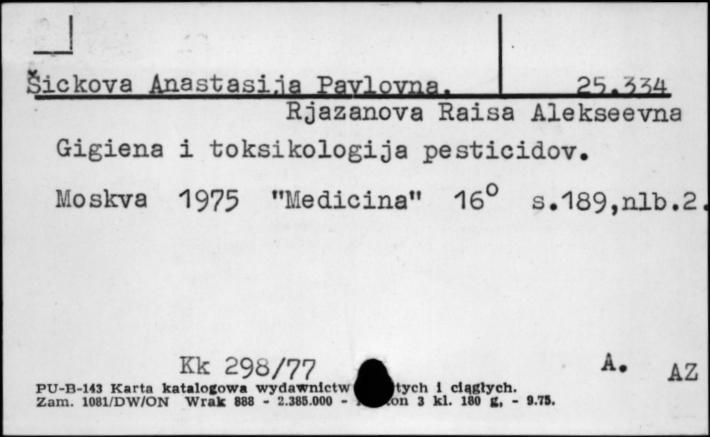 Šickova Anastasija Pavlovna. 25.334
Rjazanova Raisa Alekseevna
Gigiena i toksikologija pesticidov.
Moskva 1975 "Medicina" 16° s.189,nlb.2.
Kk 298/77 A. AZ
PU-B-143 Karta katalogowa wydawnictw tych i ciągłych.
Zam. 1081/DW/ON Wrak 888 - 2.385.000 - on 3 kl. 180 g, - 9.75.